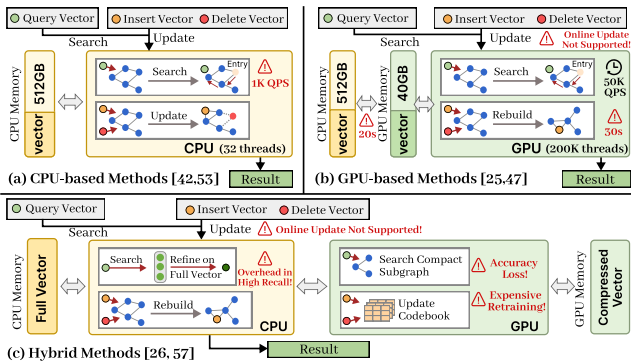 Query Vector
Insert Vector
Delete Vector
Search
Update
CPU Memory
512GB
vector
Search
Entry
1K QPS
Update
CPU (32 threads)
(a) CPU-based Methods [42,53]
Result
Query Vector
Insert Vector
Delete Vector
Search
Update
Online Update
Not Supported!
CPU Memory
512GB
vector
20s
CPU Memory
40GB
vector
Search
Entry
50K
QPS
Rebuild
30s
GPU (200K threads)
(b) GPU-based Methods [25,47]
Result
Query Vector
Insert Vector
Delete Vector
Search
Update
Online Update Not Supported!
CPU Memory
Full Vector
Search
Refine on
Full Vector
Overhead in
High Recall!
Rebuild
CPU
Search Compact
Subgraph
Accuracy
Loss!
Update
Codebook
Expensive
Retraining!
GPU
GPU Memory
Compressed
Vector
(c) Hybrid Methods [26, 57]
Result